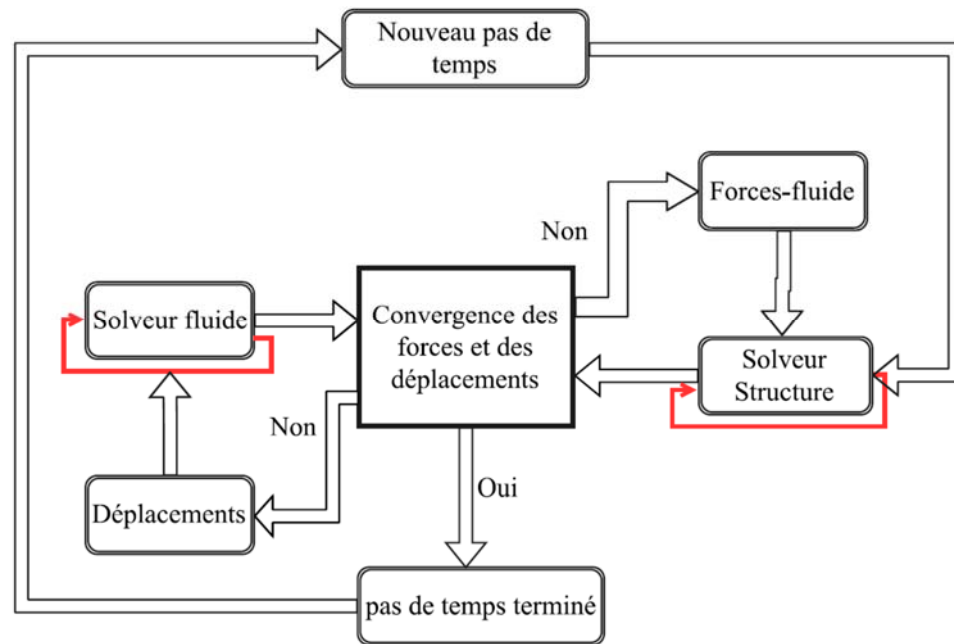 Nouveau pas de
temps
Forces-fluide
Non
Solveur fluide
Convergence des
forces et des
déplacements
Solveur
Structure
Non
Déplacements
Oui
pas de temps terminé